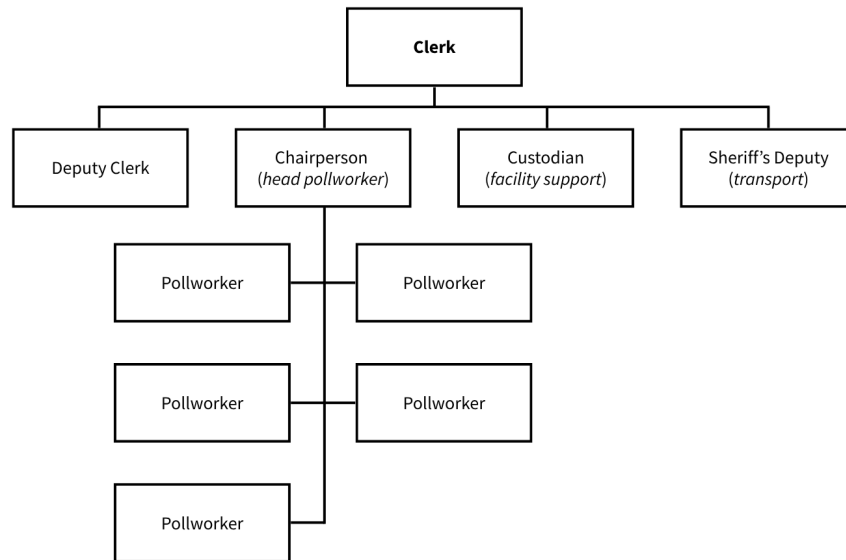 Clerk
Deputy Clerk
Chairperson
(head pollworker)
Custodian
(facility support)
Sheriff’s Deputy
(transport)
Pollworker
Pollworker
Pollworker
Pollworker
Pollworker